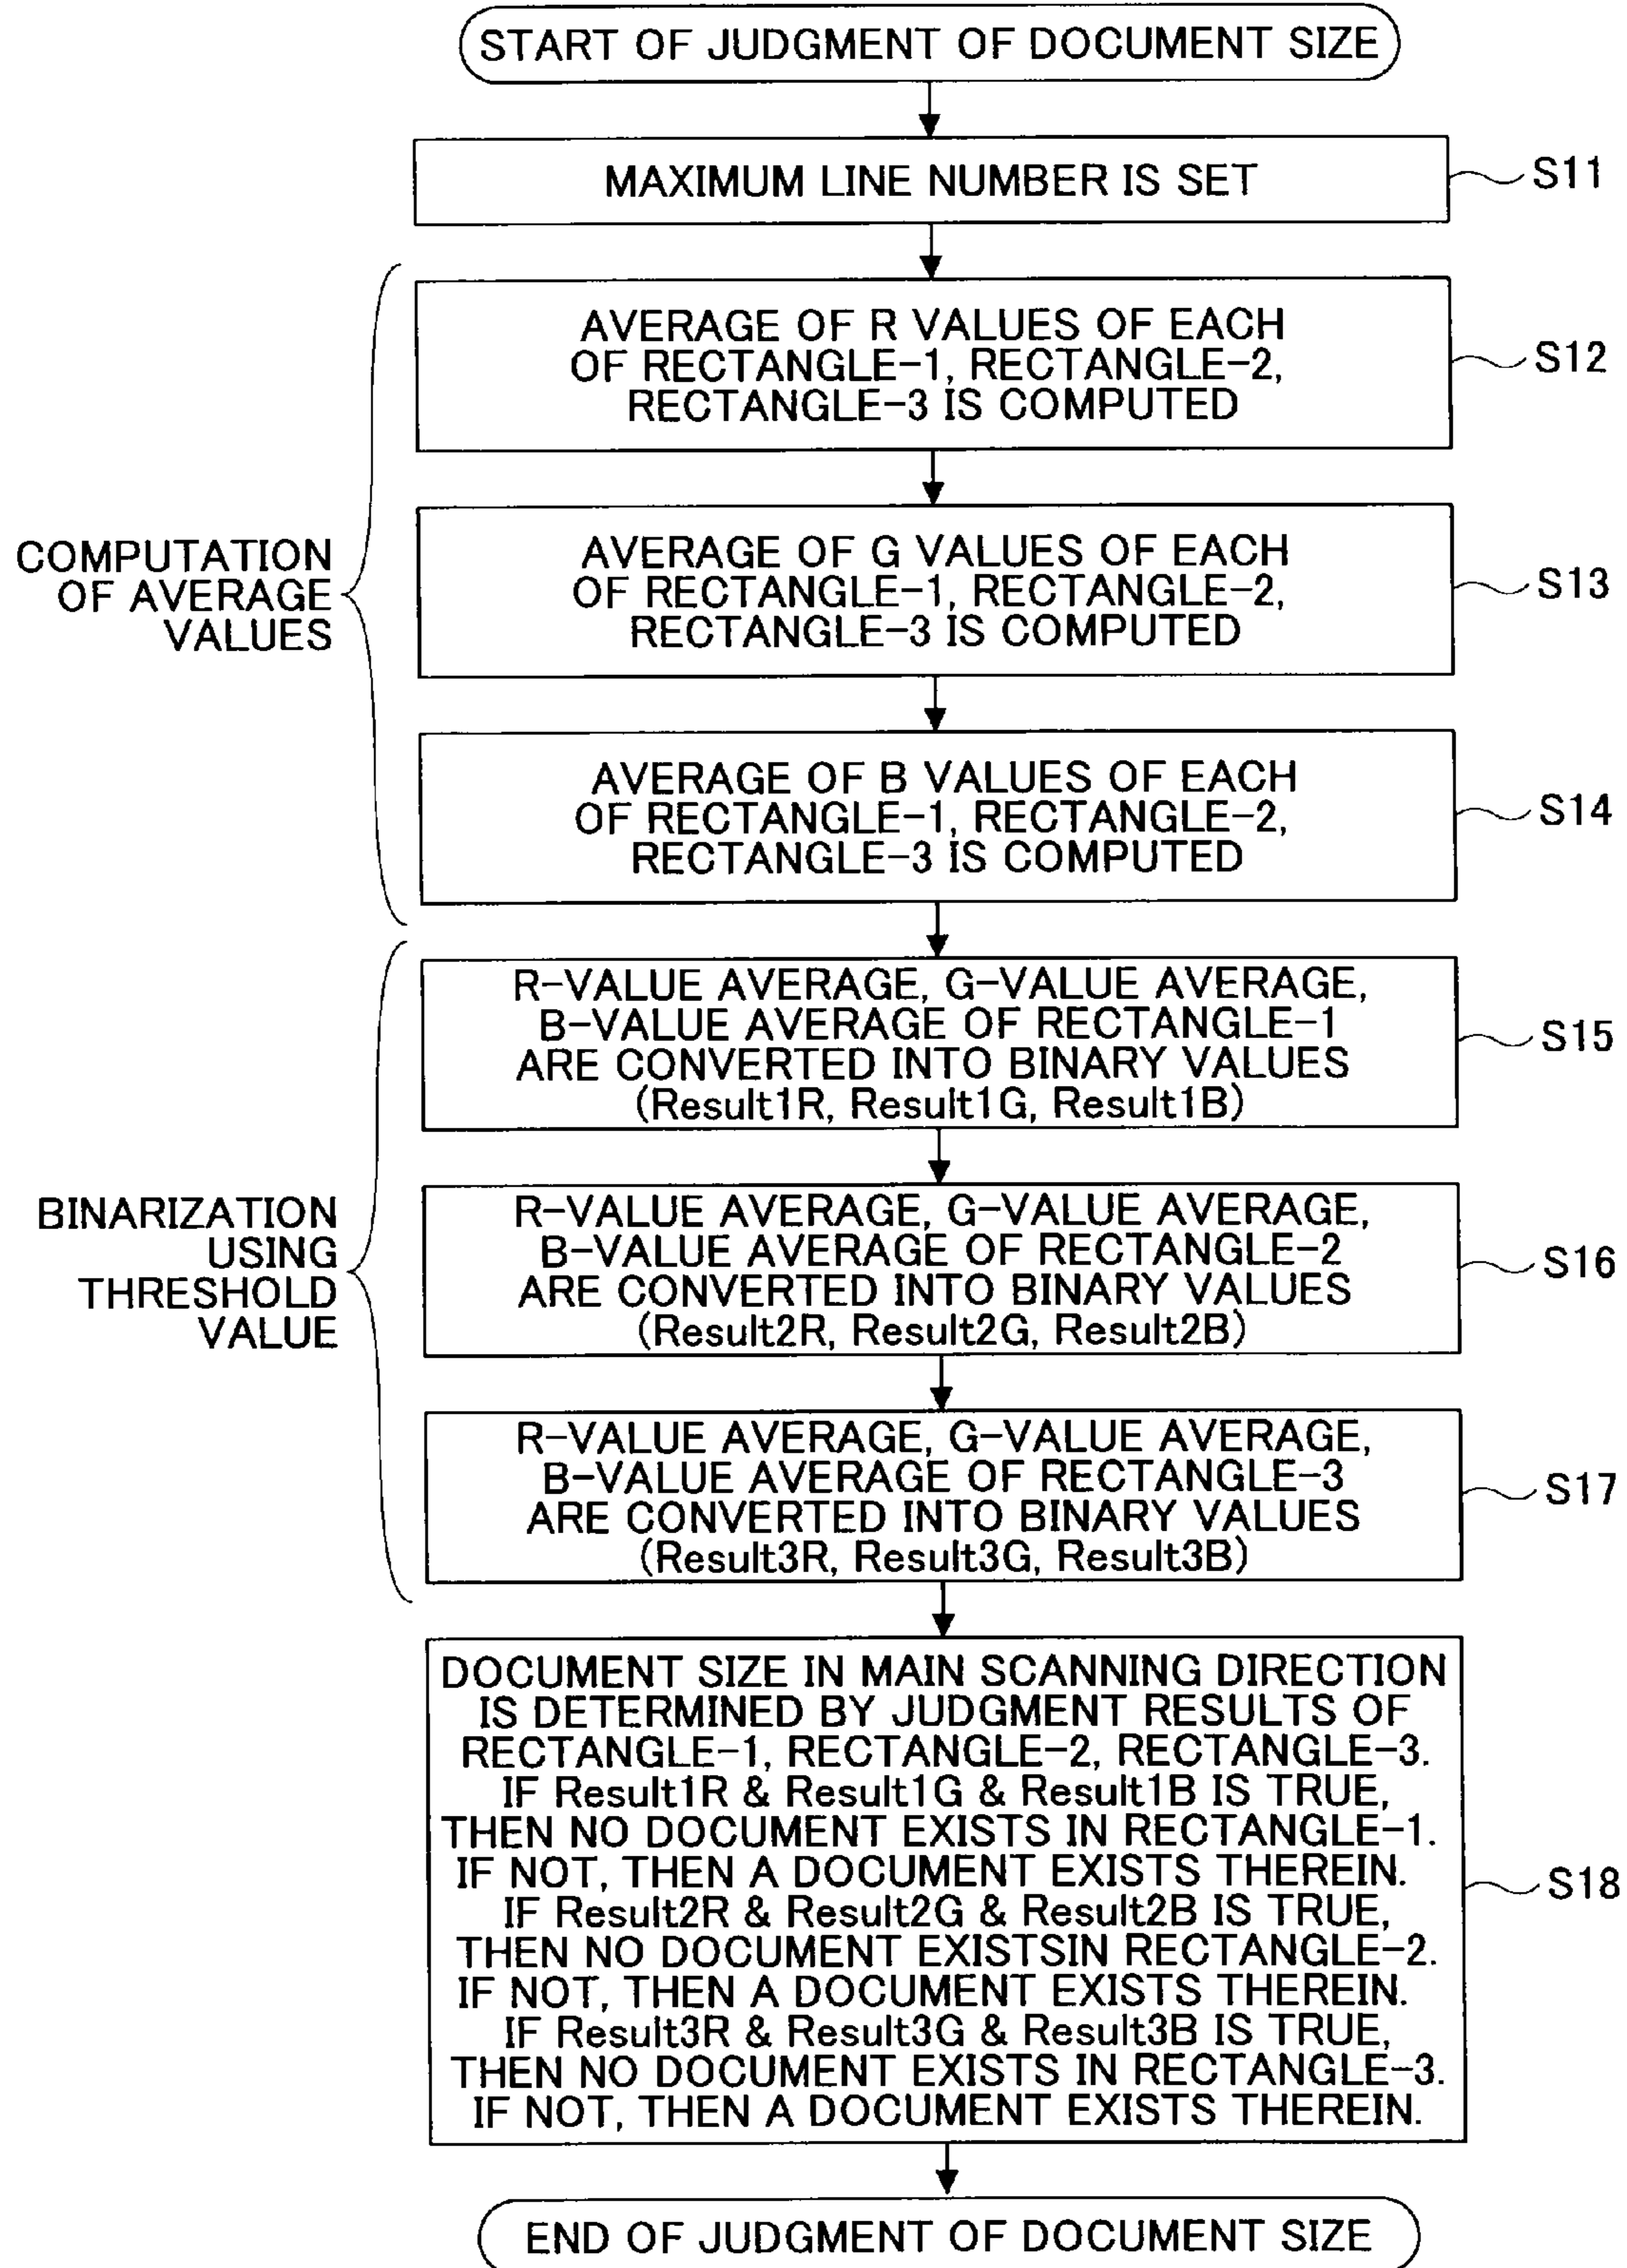 START OF JUDGMENT OF DOCUMENT SIZE
MAXIMUM LINE NUMBER IS SET
S11
AVERAGE OF R VALUES OF EACH
OF RECTANGLE-1, RECTANGLE-2,
RECTANGLE-3 IS COMPUTED
S12
COMPUTATION
OF AVERAGE
VALUES
AVERAGE OF G VALUES OF EACH
OF RECTANGLE-1, RECTANGLE-2,
RECTANGLE-3 IS COMPUTED
S13
AVERAGE OF B VALUES OF EACH
OF RECTANGLE-1, RECTANGLE-2,
RECTANGLE-3 IS COMPUTED
S14
R-VALUE AVERAGE, G-VALUE AVERAGE,
B-VALUE AVERAGE OF RECTANGLE-1
ARE CONVERTED INTO BINARY VALUES
(Result1R, Result1G, Result1B)
S15
BINARIZATION
USING
THRESHOLD
VALUE
R-VALUE AVERAGE, G-VALUE AVERAGE,
B-VALUE AVERAGE OF RECTANGLE-2
ARE CONVERTED INTO BINARY VALUES
(Result2R, Result2G, Result2B)
S16
R-VALUE AVERAGE, G-VALUE AVERAGE,
B-VALUE AVERAGE OF RECTANGLE-3
ARE CONVERTED INTO BINARY VALUES
(Result3R, Result3G, Result3B)
S17
DOCUMENT SIZE IN MAIN SCANNING DIRECTION
IS DETERMINED BY JUDGMENT RESULTS OF
RECTANGLE-1, RECTANGLE-2, RECTANGLE-3.
IF Result1R & Result1G & Result1B IS TRUE,
THEN NO DOCUMENT EXISTS IN RECTANGLE-1.
IF NOT, THEN A DOCUMENT EXISTS THEREIN.
IF Result2R & Result2G & Result2B IS TRUE,
THEN NO DOCUMENT EXISTSIN RECTANGLE-2.
IF NOT, THEN A DOCUMENT EXISTS THEREIN.
IF Result3R & Result3G & Result3B IS TRUE,
THEN NO DOCUMENT EXISTS IN RECTANGLE-3.
IF NOT, THEN A DOCUMENT EXISTS THEREIN.
S18
END OF JUDGMENT OF DOCUMENT SIZE